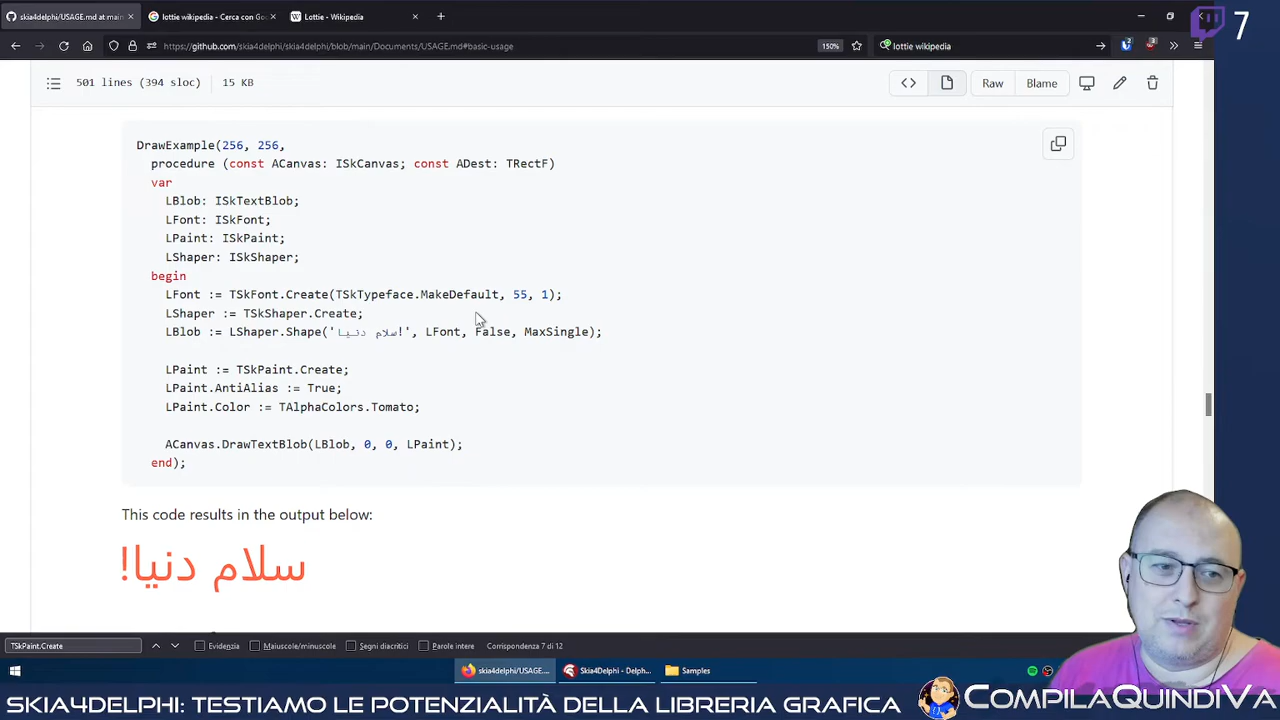 skia4delphi/USAGE.md at main
lottie wikipedia - Cerca con Goo
Lottie - Wikipedia
7
https://github.com/skia4delphi/skia4delphi/blob/main/Documents/USAGE.md#basic-usage
150%
lottie wikipedia
501 lines (394 sloc)
15 KB
Raw
Blame
DrawExample(256, 256,
procedure (const ACanvas: ISkCanvas; const ADest: TRectF)
var
LBlob: ISkTextBlob;
LFont: ISkFont;
LPaint: ISkPaint;
LShaper: ISkShaper;
begin
LFont := TSkFont.Create(TSkTypeface.MakeDefault, 55, 1);
LShaper := TSkShaper.Create;
LBlob := LShaper.Shape('سلام دنیا!', LFont, False, MaxSingle);
LPaint := TSkPaint.Create;
LPaint.AntiAlias := True;
LPaint.Color := TAlphaColors.Tomato;
ACanvas.DrawTextBlob(LBlob, 0, 0, LPaint);
end);
This code results in the output below:
سلام دنیا!
TSkPaint.Create
Evidenzia
Maiuscole/minuscole
Segni diacritici
Parole intere
Corrispondenza 7 di 12
skia4delphi/USAGE...
Skia4Delphi - Delph...
Samples
SKIA4DELPHI: TESTIAMO LE POTENZIALITÀ DELLA LIBRERIA GRAFICA
COMPILAQUINDIVA